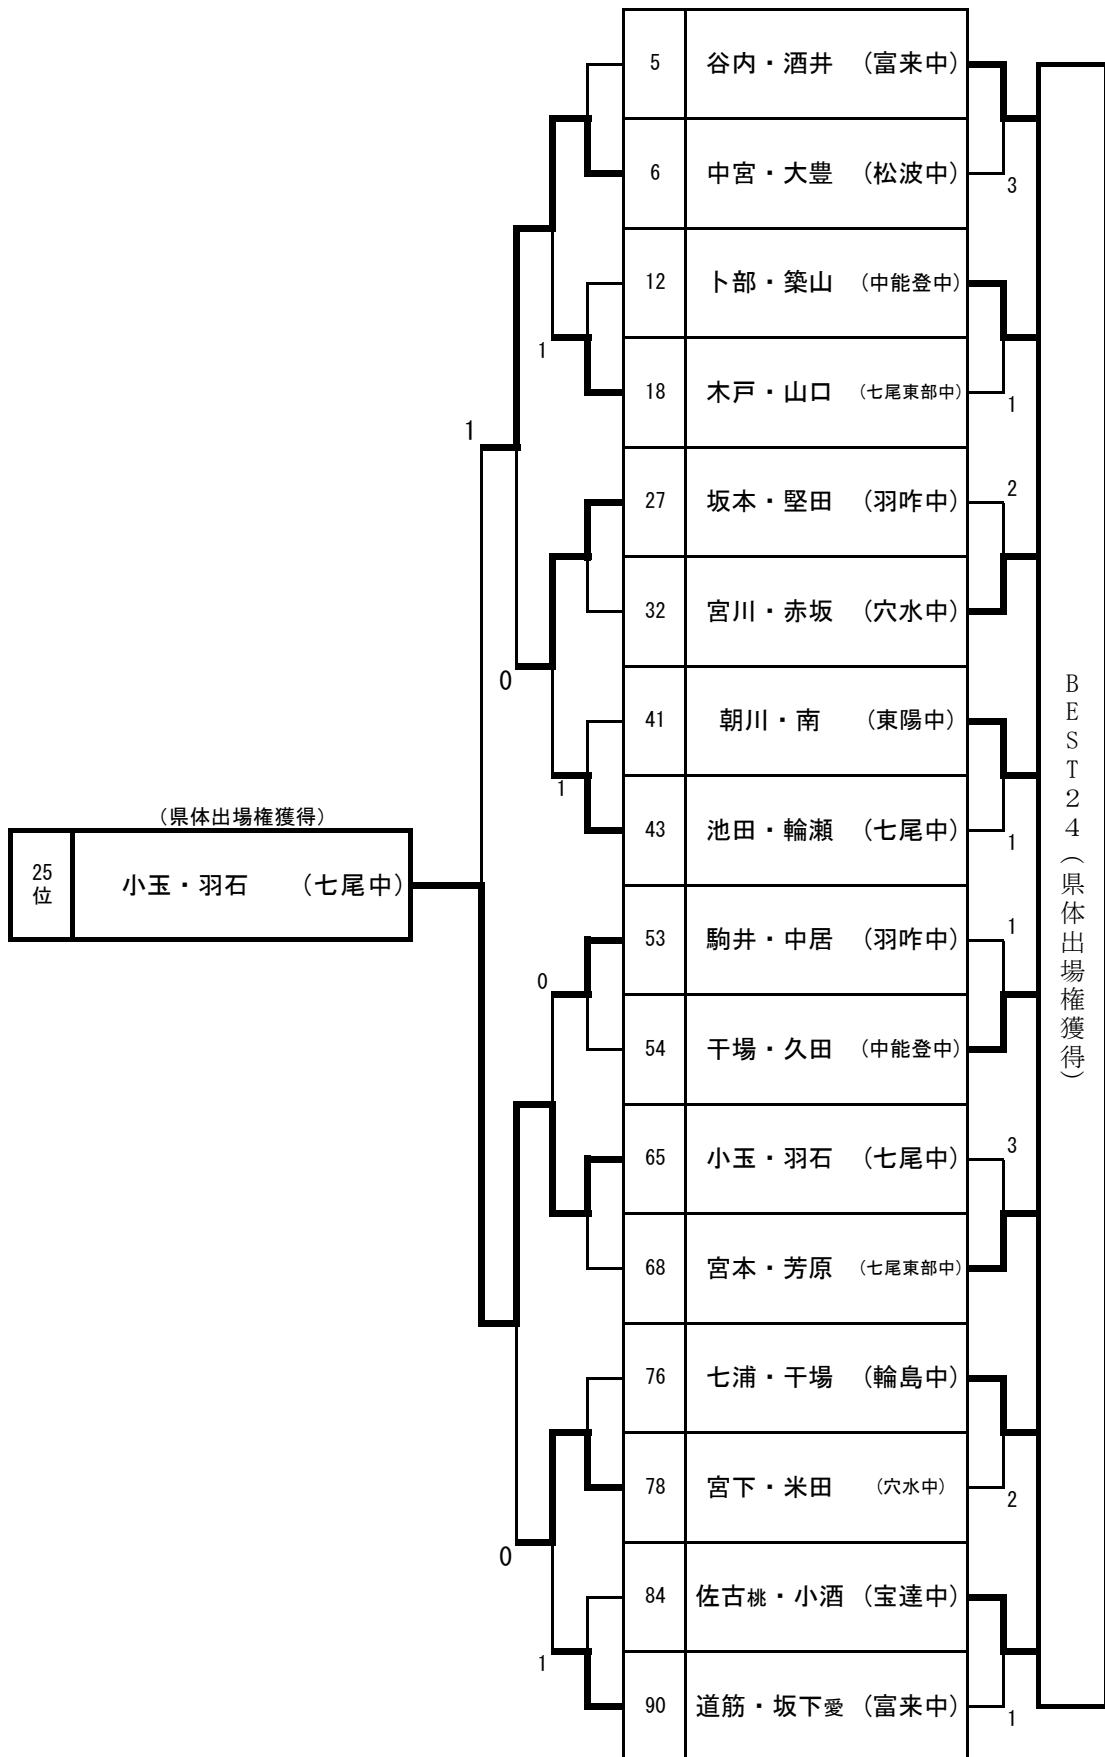 5 谷内・酒井 （富来中）
6 中宮・大豊 （松波中） 3
12 卜部・築山 （中能登中）
1
18 木戸・山口 （七尾東部中） 1
1
27 坂本・堅田 （羽咋中） 2
32 宮川・赤坂 （穴水中）
0
41 朝川・南 （東陽中）
1
43 池田・輪瀬 （七尾中） 1
（県体出場権獲得）
25位 小玉・羽石 （七尾中）
53 駒井・中居 （羽咋中） 1
0
54 干場・久田 （中能登中）
65 小玉・羽石 （七尾中） 3
68 宮本・芳原 （七尾東部中）
76 七浦・干場 （輪島中）
78 宮下・米田 （穴水中） 2
0
84 佐古桃・小酒 （宝達中）
1
90 道筋・坂下愛 （富来中） 1
BEST24（県体出場権獲得）